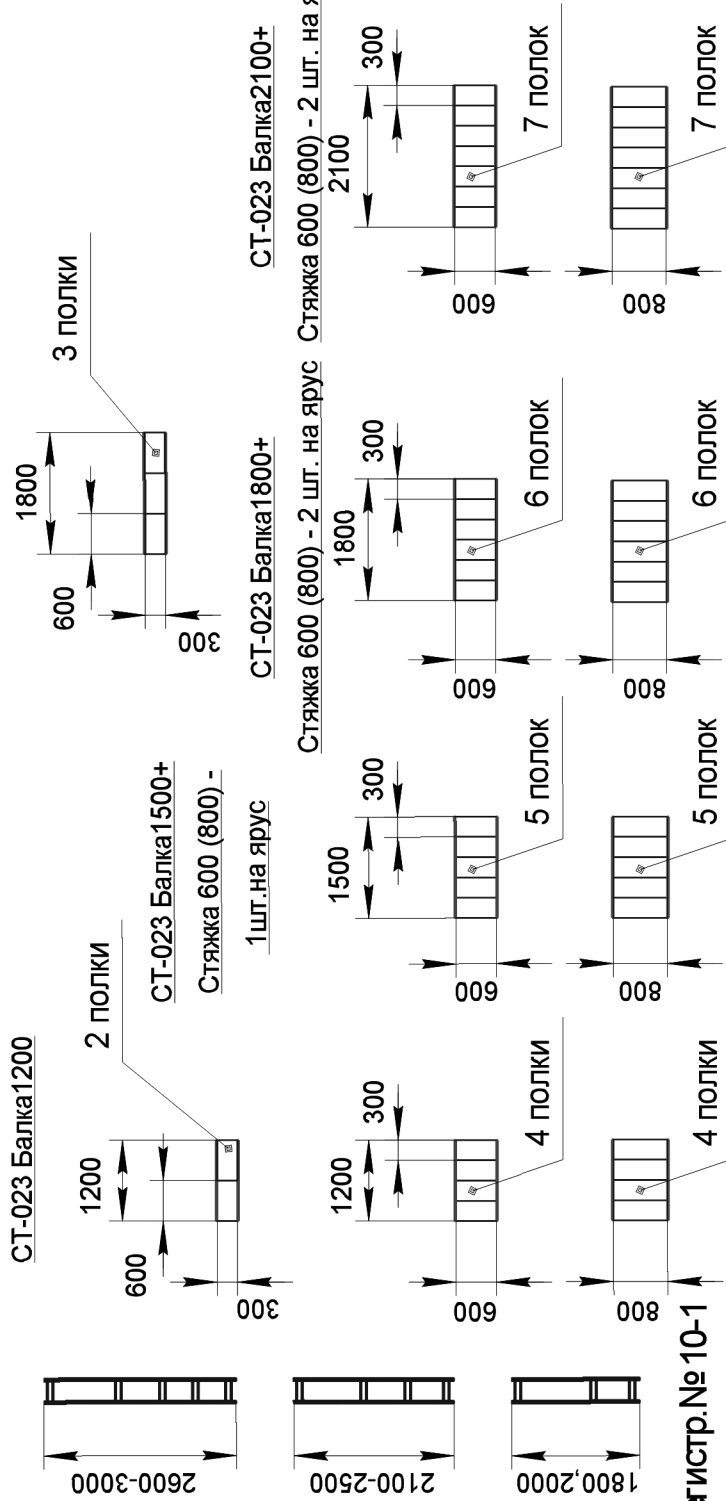 СТ-023 Балка1200
2 полки
1200
600
300
3 полки
1800
600
300
СТ-023 Балка1500+
Стяжка 600 (800) -
1шт.на ярус
СТ-023 Балка1800+
Стяжка 600 (800) - 2 шт. на ярус
СТ-023 Балка2100+
Стяжка 600 (800) - 2 шт. на
1200
300
600
4 полки
1500
300
600
5 полок
1800
300
600
6 полок
2100
300
600
7 полок
800
4 полки
800
5 полок
800
6 полок
800
7 полок
2600-3000
2100-2500
1800,2000
гистр.№10-1